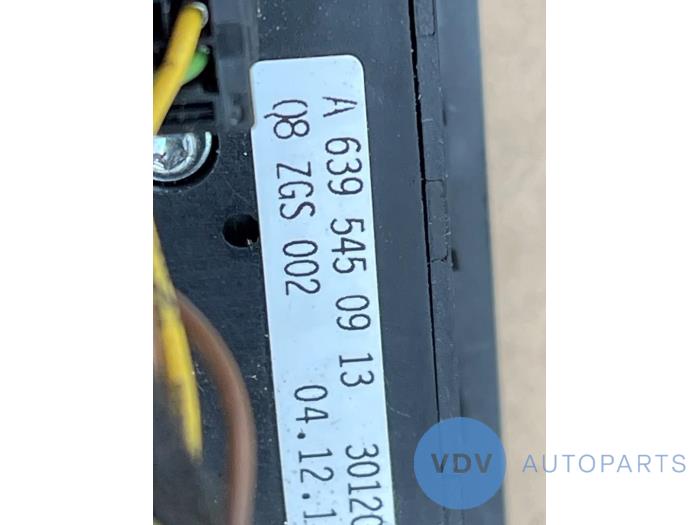 A 639 545 09 13 30120
Q8 ZGS 002 04.12.1
VDV AUTOPARTS